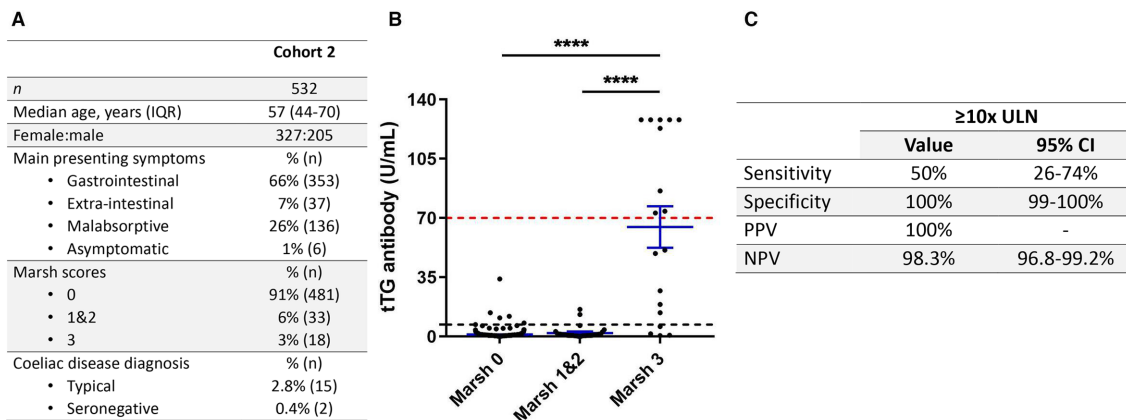 A
Cohort 2
n 532
Median age, years (IQR) 57 (44-70)
Female:male 327:205
Main presenting symptoms % (n)
• Gastrointestinal 66% (353)
• Extra-intestinal 7% (37)
• Malabsorptive 26% (136)
• Asymptomatic 1% (6)
Marsh scores % (n)
• 0 91% (481)
• 1&2 6% (33)
• 3 3% (18)
Coeliac disease diagnosis % (n)
• Typical 2.8% (15)
• Seronegative 0.4% (2)
B
****
****
tTG antibody (U/mL)
140
105
70
35
0
Marsh 0
Marsh 1&2
Marsh 3
C
≥10x ULN
Value 95% CI
Sensitivity 50% 26-74%
Specificity 100% 99-100%
PPV 100% -
NPV 98.3% 96.8-99.2%